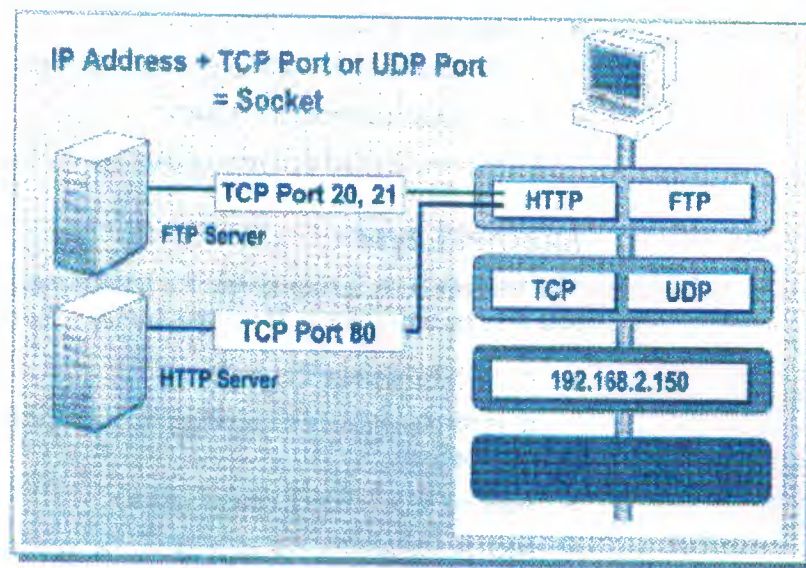 IP Address + TCP Port or UDP Port
= Socket
TCP Port 20, 21
FTP Server
TCP Port 80
HTTP Server
HTTP
FTP
TCP
UDP
192.168.2.150